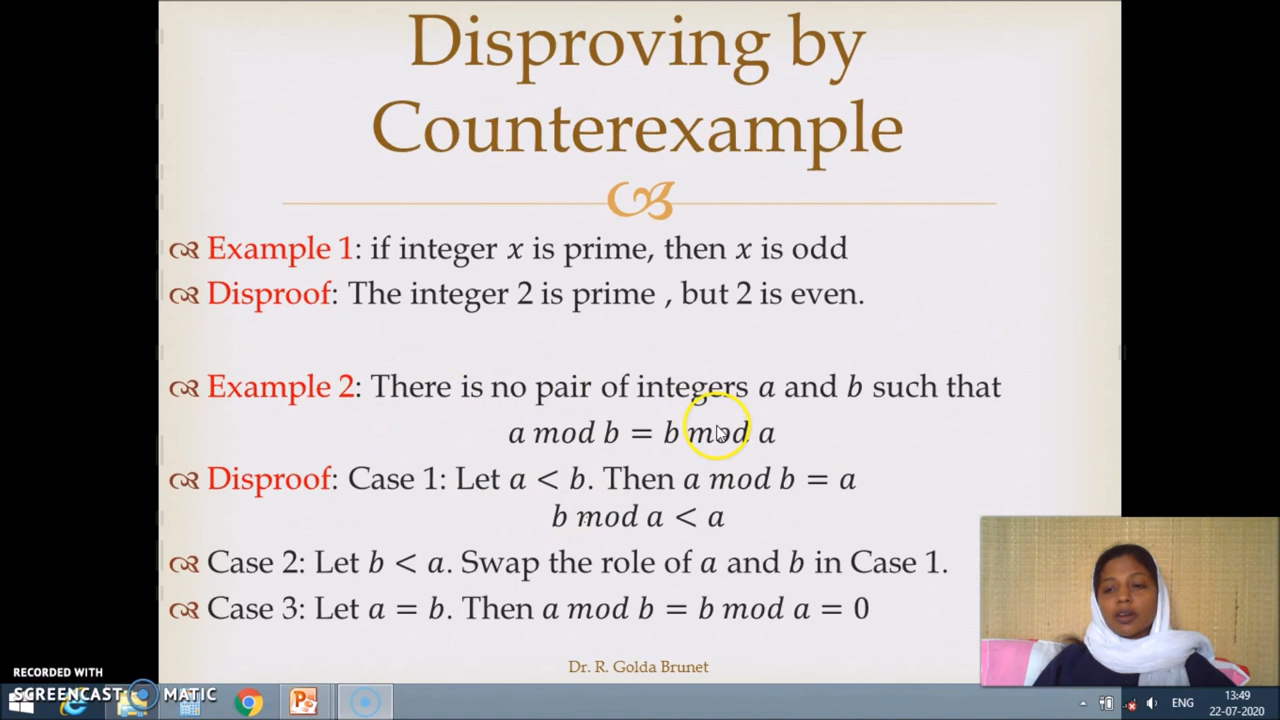 Disproving by
Counterexample
Example 1: if integer x is prime, then x is odd
Disproof: The integer 2 is prime , but 2 is even.
Example 2: There is no pair of integers a and b such that
a mod b = b mod a
Disproof: Case 1: Let a < b. Then a mod b = a
b mod a < a
Case 2: Let b < a. Swap the role of a and b in Case 1.
Case 3: Let a = b. Then a mod b = b mod a = 0
Dr. R. Golda Brunet
RECORDED WITH
SCREENCAST MATIC
ENG
13:49
22-07-2020